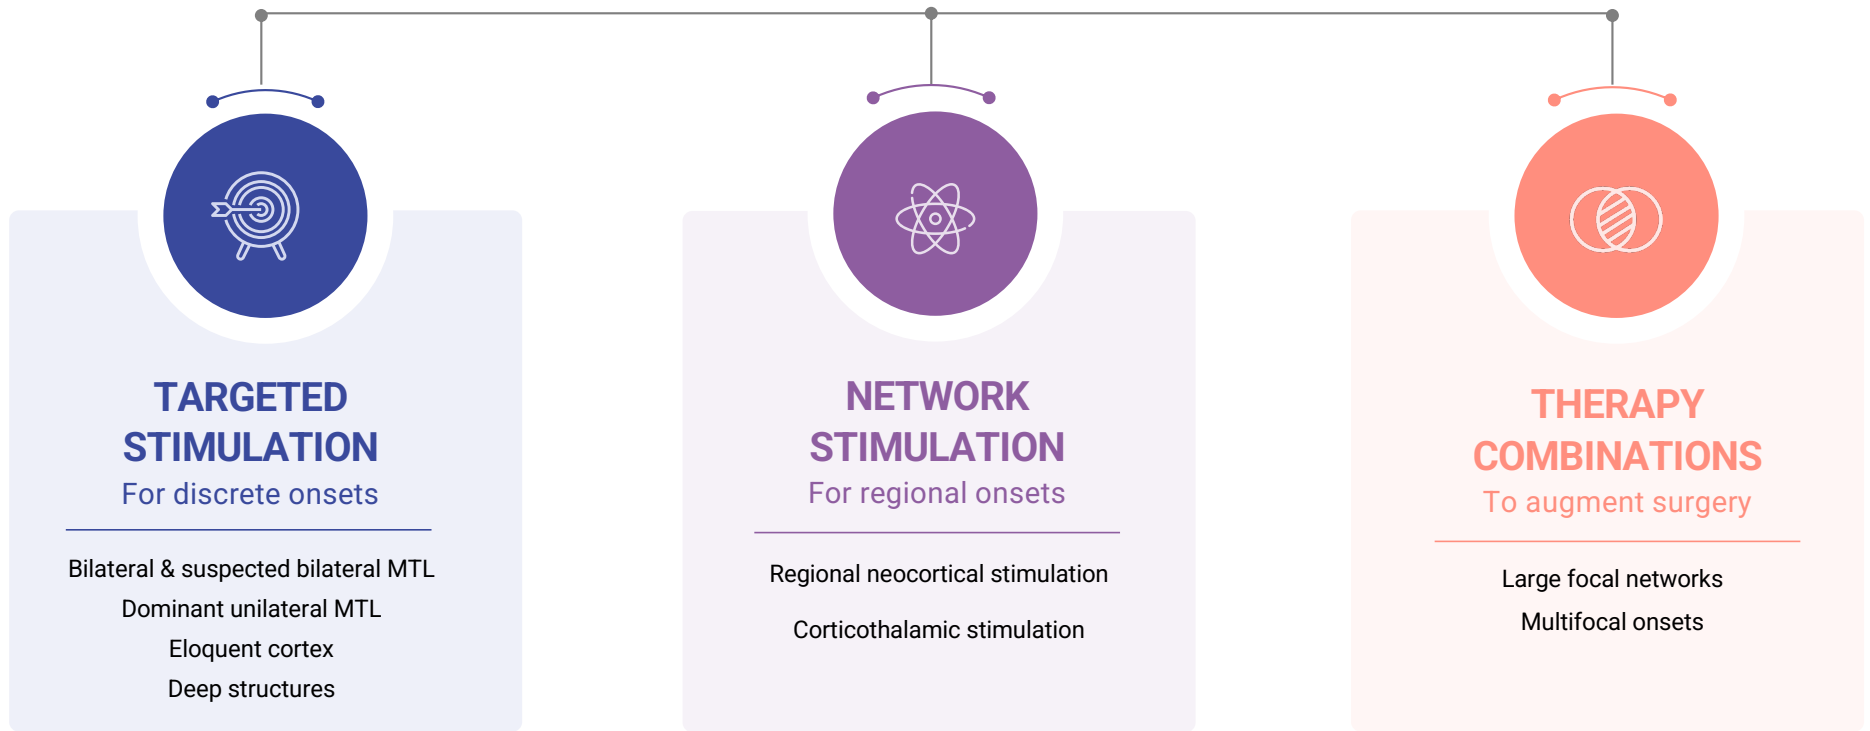 TARGETED
STIMULATION
For discrete onsets
Bilateral & suspected bilateral MTL
Dominant unilateral MTL
Eloquent cortex
Deep structures
NETWORK
STIMULATION
For regional onsets
Regional neocortical stimulation
Corticothalamic stimulation
THERAPY
COMBINATIONS
To augment surgery
Large focal networks
Multifocal onsets